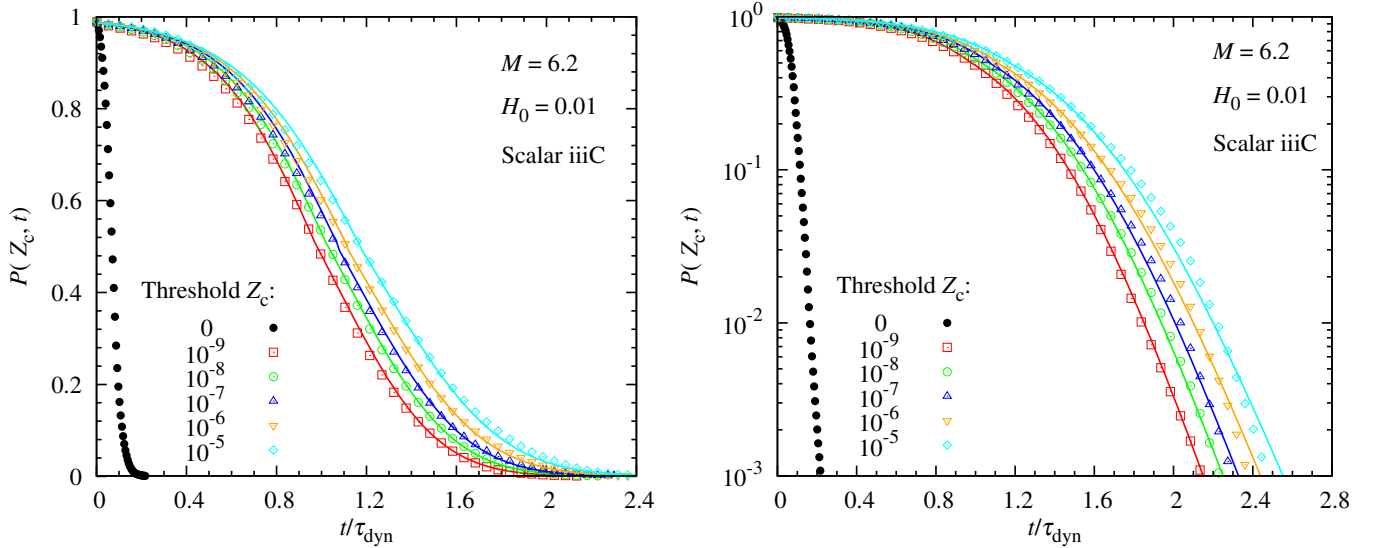 1
0.8
0.6
0.4
0.2
0
P( Z_c, t)
M = 6.2
H_0 = 0.01
Scalar iiiC
Threshold Z_c:
0
10^-9
10^-8
10^-7
10^-6
10^-5
0 0.4 0.8 1.2 1.6 2 2.4
t/τ_dyn
10^0
10^-1
10^-2
10^-3
P( Z_c, t)
M = 6.2
H_0 = 0.01
Scalar iiiC
Threshold Z_c:
0
10^-9
10^-8
10^-7
10^-6
10^-5
0 0.4 0.8 1.2 1.6 2 2.4 2.8
t/τ_dyn